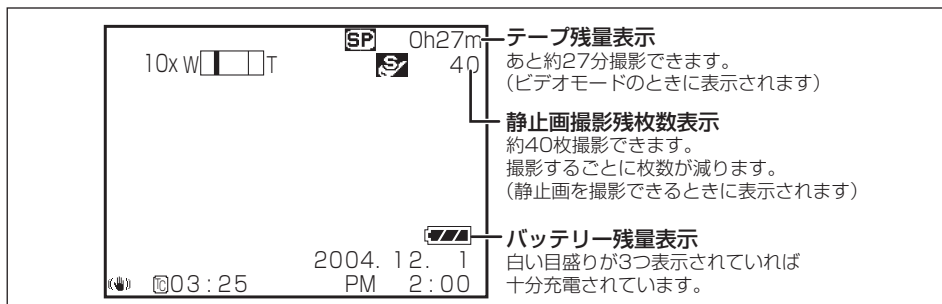 SP 0h27m
10x W T
S 40
2004. 12. 1
TC 03:25 PM 2:00
テープ残量表示
あと約27分撮影できます。
(ビデオモードのときに表示されます)
静止画撮影残枚数表示
約40枚撮影できます。
撮影するごとに枚数が減ります。
(静止画を撮影できるときに表示されます)
バッテリー残量表示
白い目盛りが3つ表示されていれば
十分充電されています。